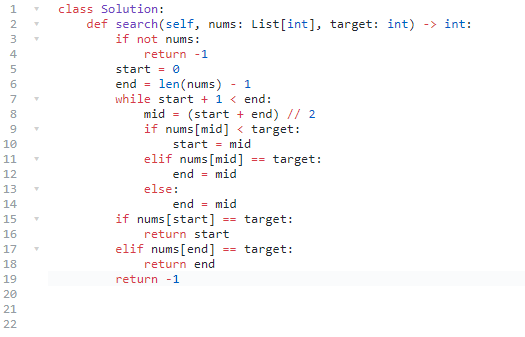 1 class Solution:
2 def search(self, nums: List[int], target: int) -> int:
3 if not nums:
4 return -1
5 start = 0
6 end = len(nums) - 1
7 while start + 1 < end:
8 mid = (start + end) // 2
9 if nums[mid] < target:
10 start = mid
11 elif nums[mid] == target:
12 end = mid
13 else:
14 end = mid
15 if nums[start] == target:
16 return start
17 elif nums[end] == target:
18 return end
19 return -1
20
21
22